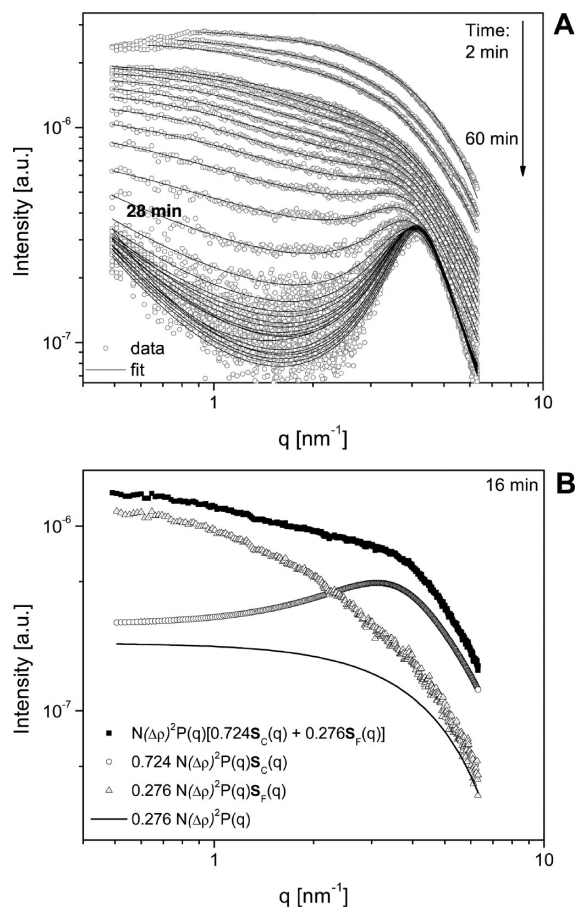 A
Time:
2 min
60 min
28 min
10⁻⁶
10⁻⁷
Intensity [a.u.]
data
fit
1
10
q [nm⁻¹]
B
16 min
10⁻⁶
10⁻⁷
Intensity [a.u.]
N(Δρ)²P(q)[0.724S_C(q) + 0.276S_F(q)]
0.724 N(Δρ)²P(q)S_C(q)
0.276 N(Δρ)²P(q)S_F(q)
0.276 N(Δρ)²P(q)
1
10
q [nm⁻¹]